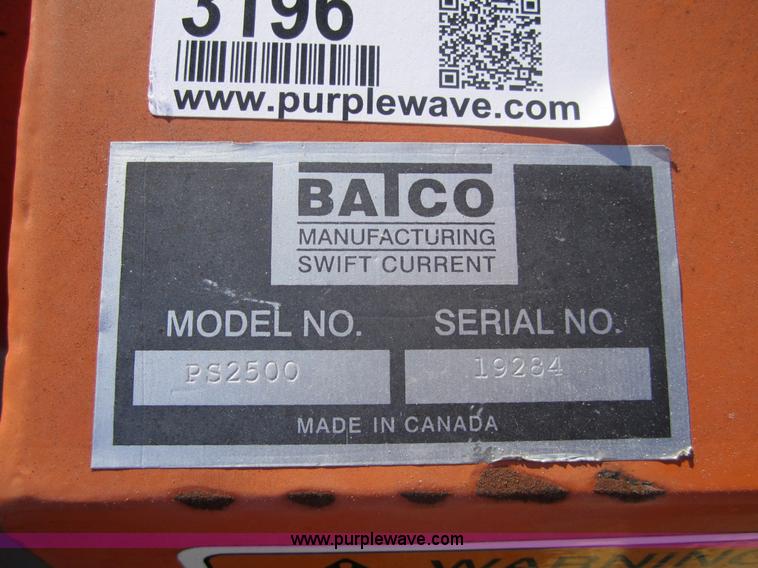 3196
www.purplewave.com
BATCO
MANUFACTURING
SWIFT CURRENT
MODEL NO. SERIAL NO.
PS2500 19284
MADE IN CANADA
www.purplewave.com
WARNING